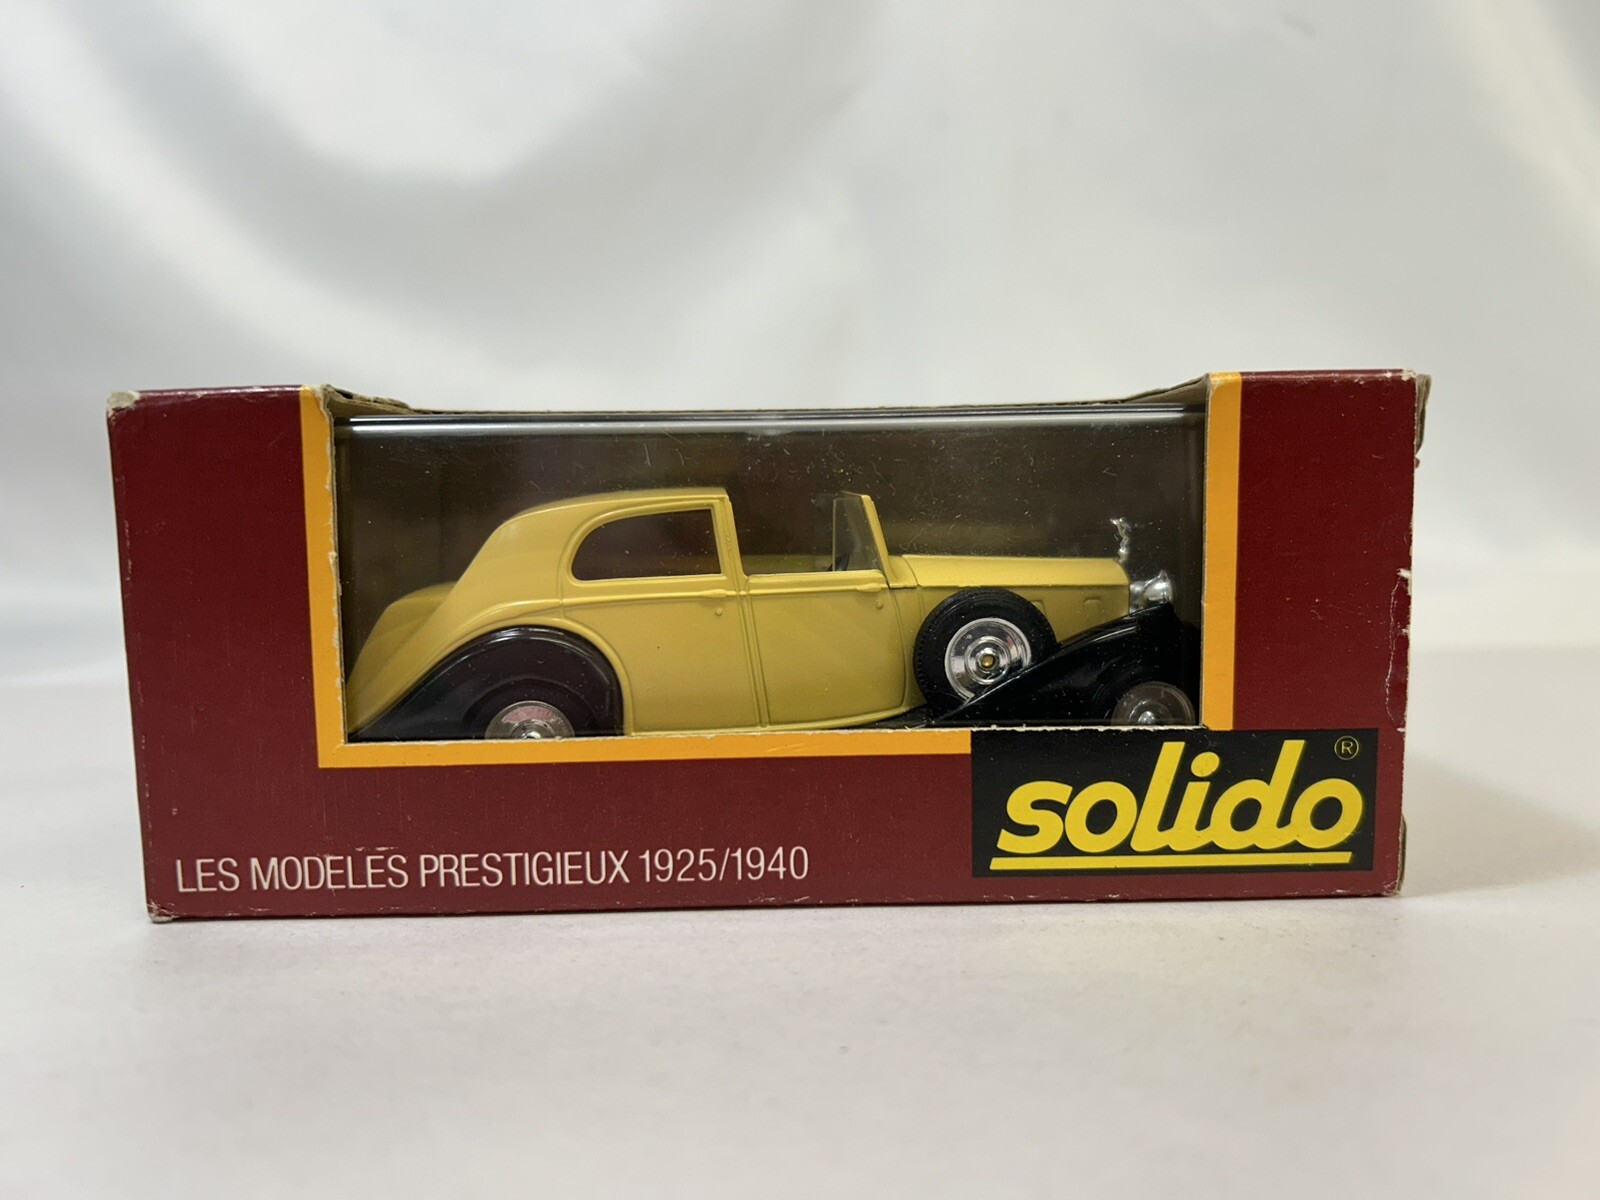 LES MODELES PRESTIGIEUX 1925/1940
solido ®